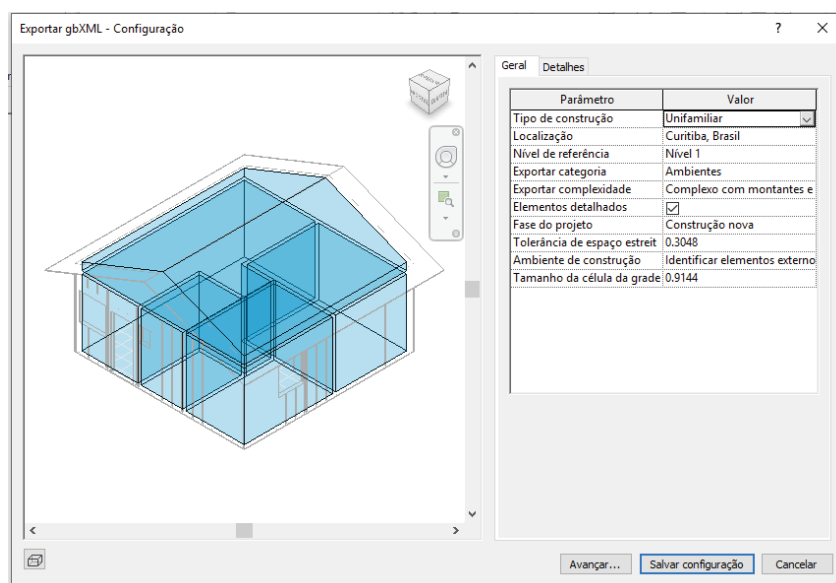 Exportar gbXML - Configuração
?
Geral
Detalhes
Parâmetro Valor
Tipo de construção Unifamiliar
Localização Curitiba, Brasil
Nível de referência Nível 1
Exportar categoria Ambientes
Exportar complexidade Complexo com montantes e
Elementos detalhados
Fase do projeto Construção nova
Tolerância de espaço estreit 0.3048
Ambiente de construção Identificar elementos externo
Tamanho da célula da grade 0.9144
Avançar... Salvar configuração Cancelar